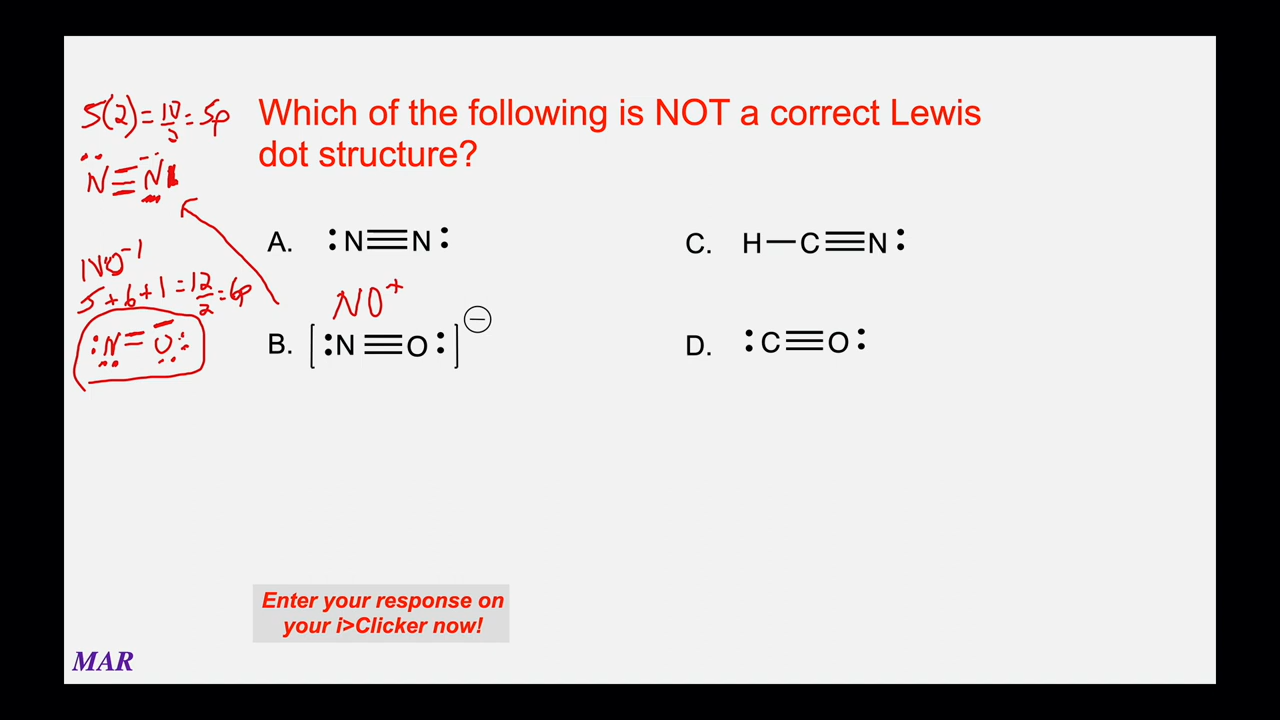 5(2) = 10/2 = 5p
N≡N
NO⁻¹
5+6+1 = 12/2 = 6p
:N=O:
Which of the following is NOT a correct Lewis
dot structure?
A. :N≡N:
NO⁺
B. [:N≡O:]⊖
C. H—C≡N:
D. :C≡O:
Enter your response on
your i>Clicker now!
MAR